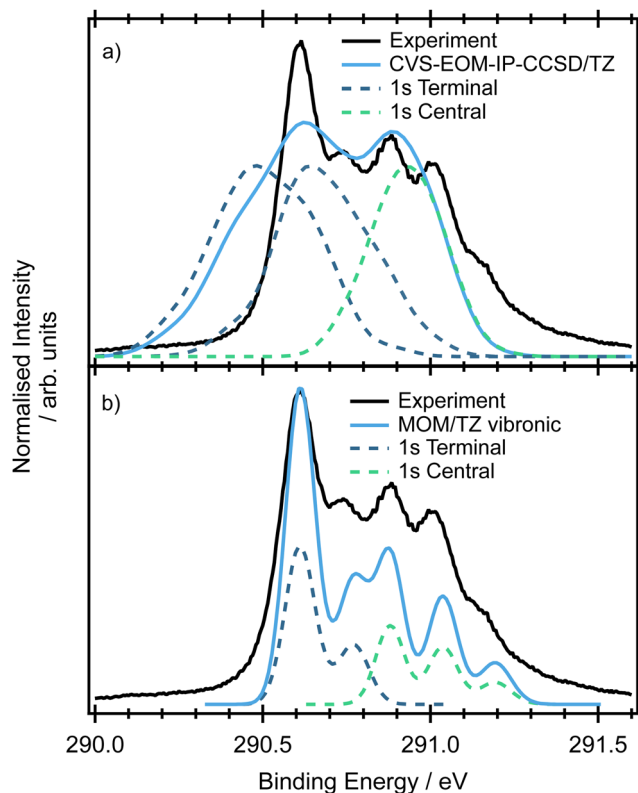 a)
Experiment
CVS-EOM-IP-CCSD/TZ
1s Terminal
1s Central
b)
Experiment
MOM/TZ vibronic
1s Terminal
1s Central
Normalised Intensity
/ arb. units
290.0 290.5 291.0 291.5
Binding Energy / eV